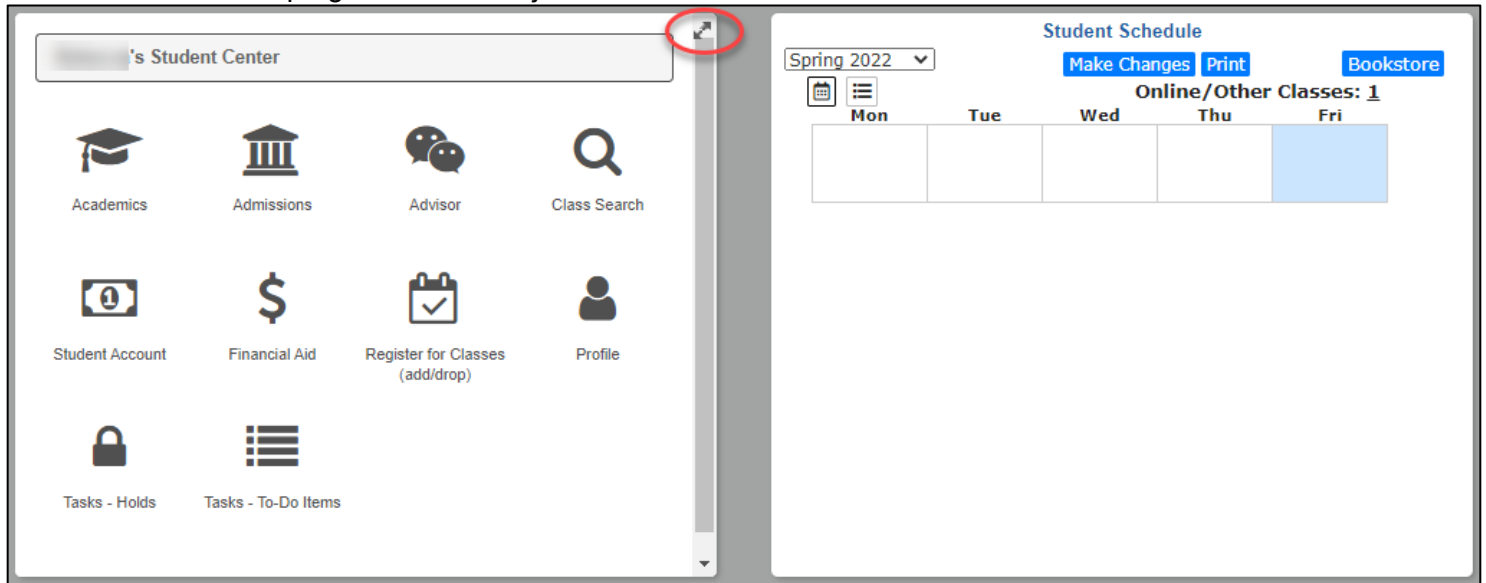 's Student Center
Academics Admissions Advisor Class Search
Student Account Financial Aid Register for Classes Profile
(add/drop)
Tasks - Holds Tasks - To-Do Items
Student Schedule
Spring 2022
Make Changes Print Bookstore
Online/Other Classes: 1
Mon Tue Wed Thu Fri